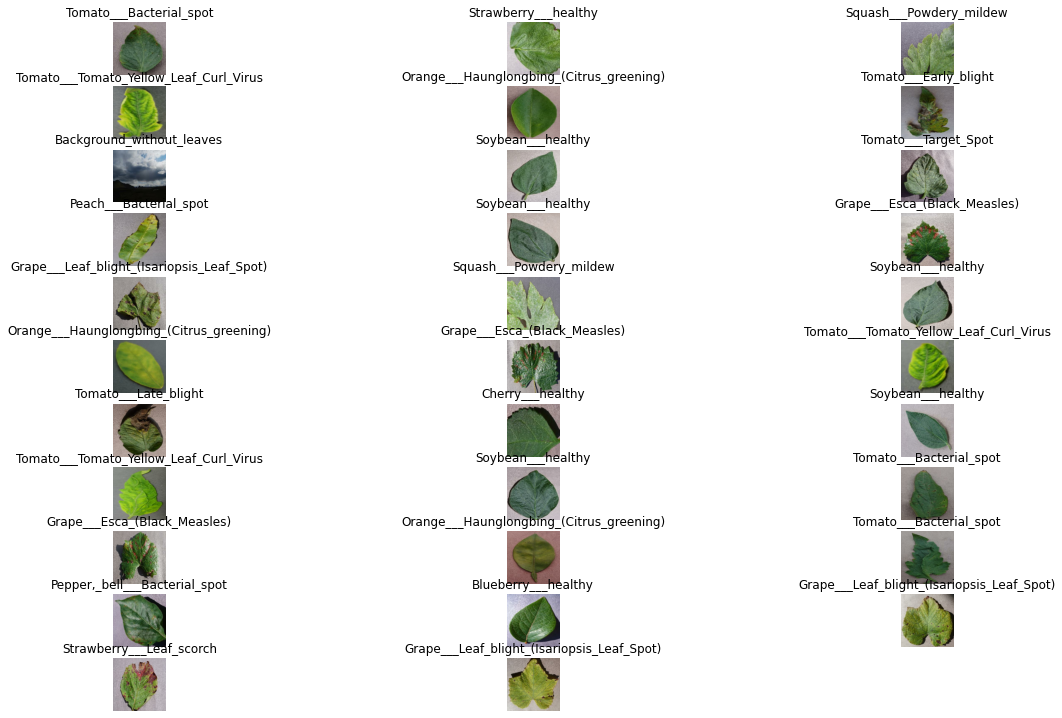 Tomato___Bacterial_spot
Strawberry___healthy
Squash___Powdery_mildew
Tomato___Tomato_Yellow_Leaf_Curl_Virus
Orange___Haunglongbing_(Citrus_greening)
Tomato___Early_blight
Background_without_leaves
Soybean___healthy
Tomato___Target_Spot
Peach___Bacterial_spot
Soybean___healthy
Grape___Esca_(Black_Measles)
Grape___Leaf_blight_(Isariopsis_Leaf_Spot)
Squash___Powdery_mildew
Soybean___healthy
Orange___Haunglongbing_(Citrus_greening)
Grape___Esca_(Black_Measles)
Tomato___Tomato_Yellow_Leaf_Curl_Virus
Tomato___Late_blight
Cherry___healthy
Soybean___healthy
Tomato___Tomato_Yellow_Leaf_Curl_Virus
Soybean___healthy
Tomato___Bacterial_spot
Grape___Esca_(Black_Measles)
Orange___Haunglongbing_(Citrus_greening)
Tomato___Bacterial_spot
Pepper,_bell___Bacterial_spot
Blueberry___healthy
Grape___Leaf_blight_(Isariopsis_Leaf_Spot)
Strawberry___Leaf_scorch
Grape___Leaf_blight_(Isariopsis_Leaf_Spot)